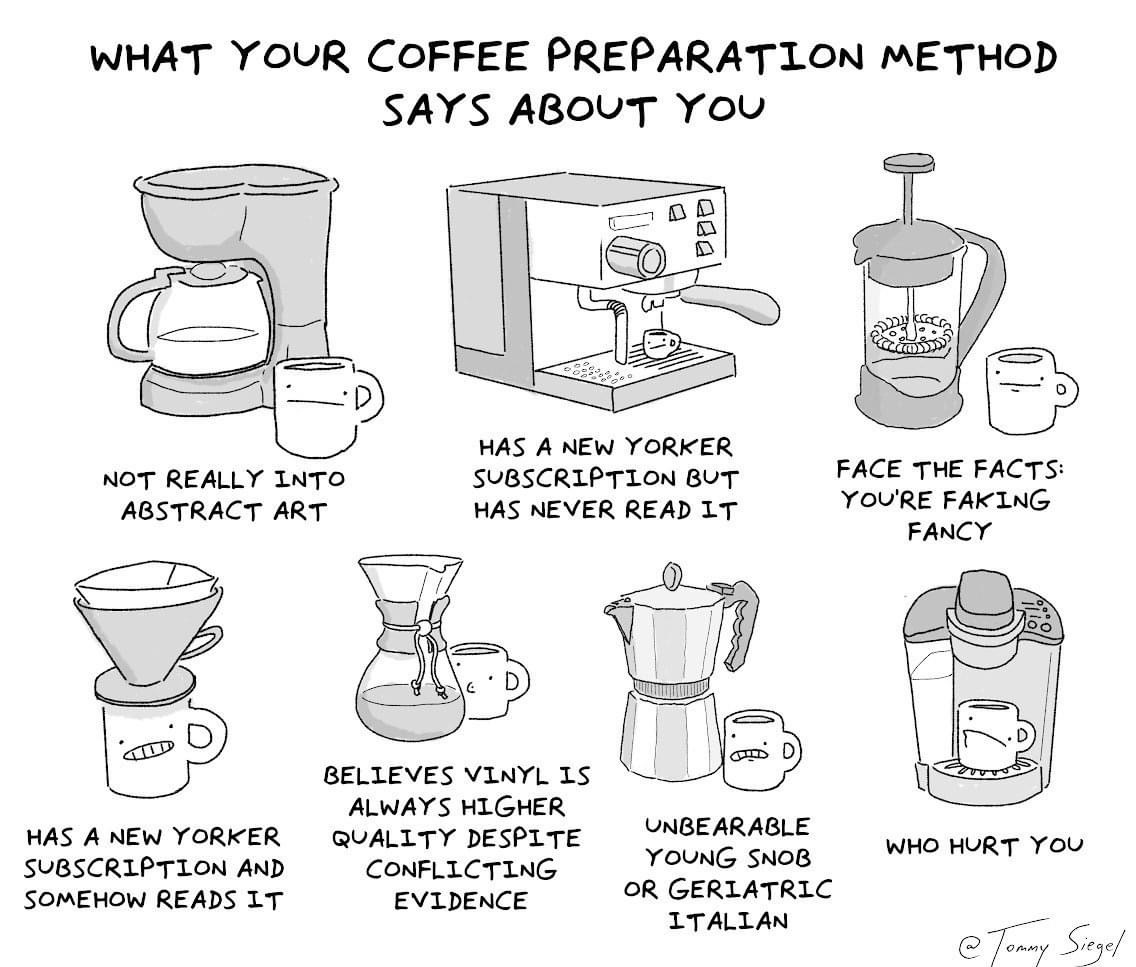 WHAT YOUR COFFEE PREPARATION METHOD
SAYS ABOUT YOU
NOT REALLY INTO
ABSTRACT ART
HAS A NEW YORKER
SUBSCRIPTION BUT
HAS NEVER READ IT
FACE THE FACTS:
YOU'RE FAKING
FANCY
HAS A NEW YORKER
SUBSCRIPTION AND
SOMEHOW READS IT
BELIEVES VINYL IS
ALWAYS HIGHER
QUALITY DESPITE
CONFLICTING
EVIDENCE
UNBEARABLE
YOUNG SNOB
OR GERIATRIC
ITALIAN
WHO HURT YOU
@TOMMY Siegel